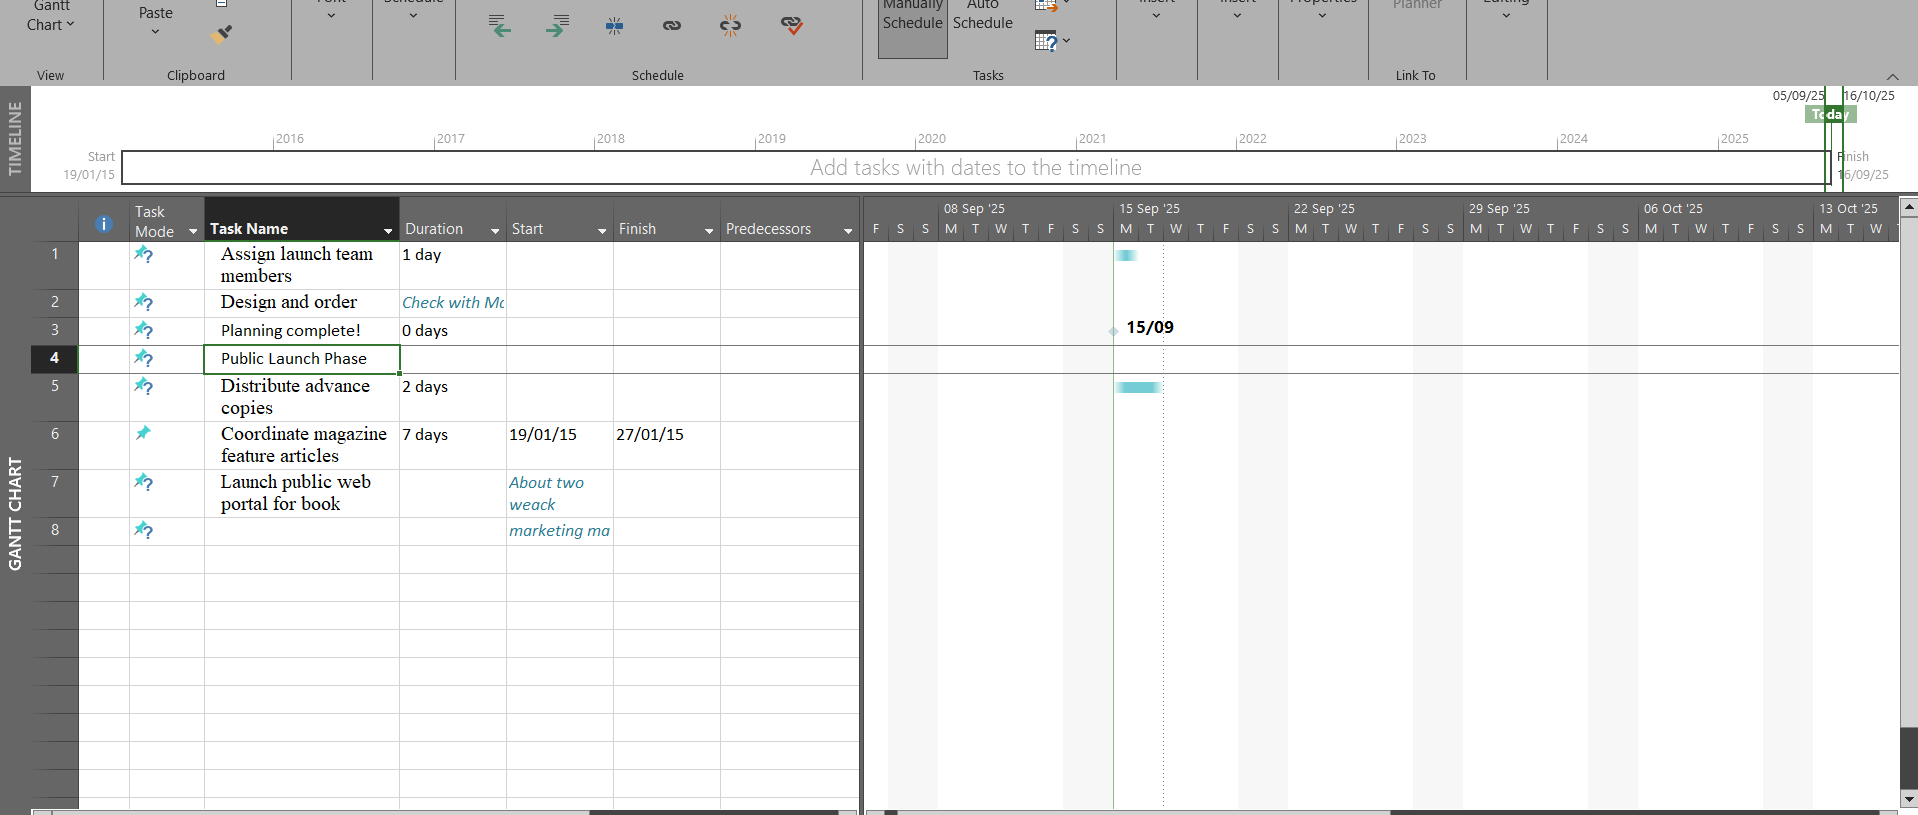 Gantt
Chart
Paste
Manually
Schedule
Auto
Schedule
View
Clipboard
Schedule
Tasks
Link To
TIMELINE
05/09/25
16/10/25
Today
2016
2017
2018
2019
2020
2021
2022
2023
2024
2025
Start
19/01/15
Add tasks with dates to the timeline
Finish
16/09/25
GANTT CHART
Task
Mode
Task Name
Duration
Start
Finish
Predecessors
08 Sep '25
15 Sep '25
22 Sep '25
29 Sep '25
06 Oct '25
13 Oct '25
F S S M T W T F S S M T W T F S S M T W T F S S M T W T F S S M T W T F S S M T W
1 Assign launch team
members
1 day
2 Design and order
Check with Mc
3 Planning complete!
0 days
15/09
4 Public Launch Phase
5 Distribute advance
copies
2 days
6 Coordinate magazine
feature articles
7 days
19/01/15
27/01/15
7 Launch public web
portal for book
About two
weack
8
marketing ma